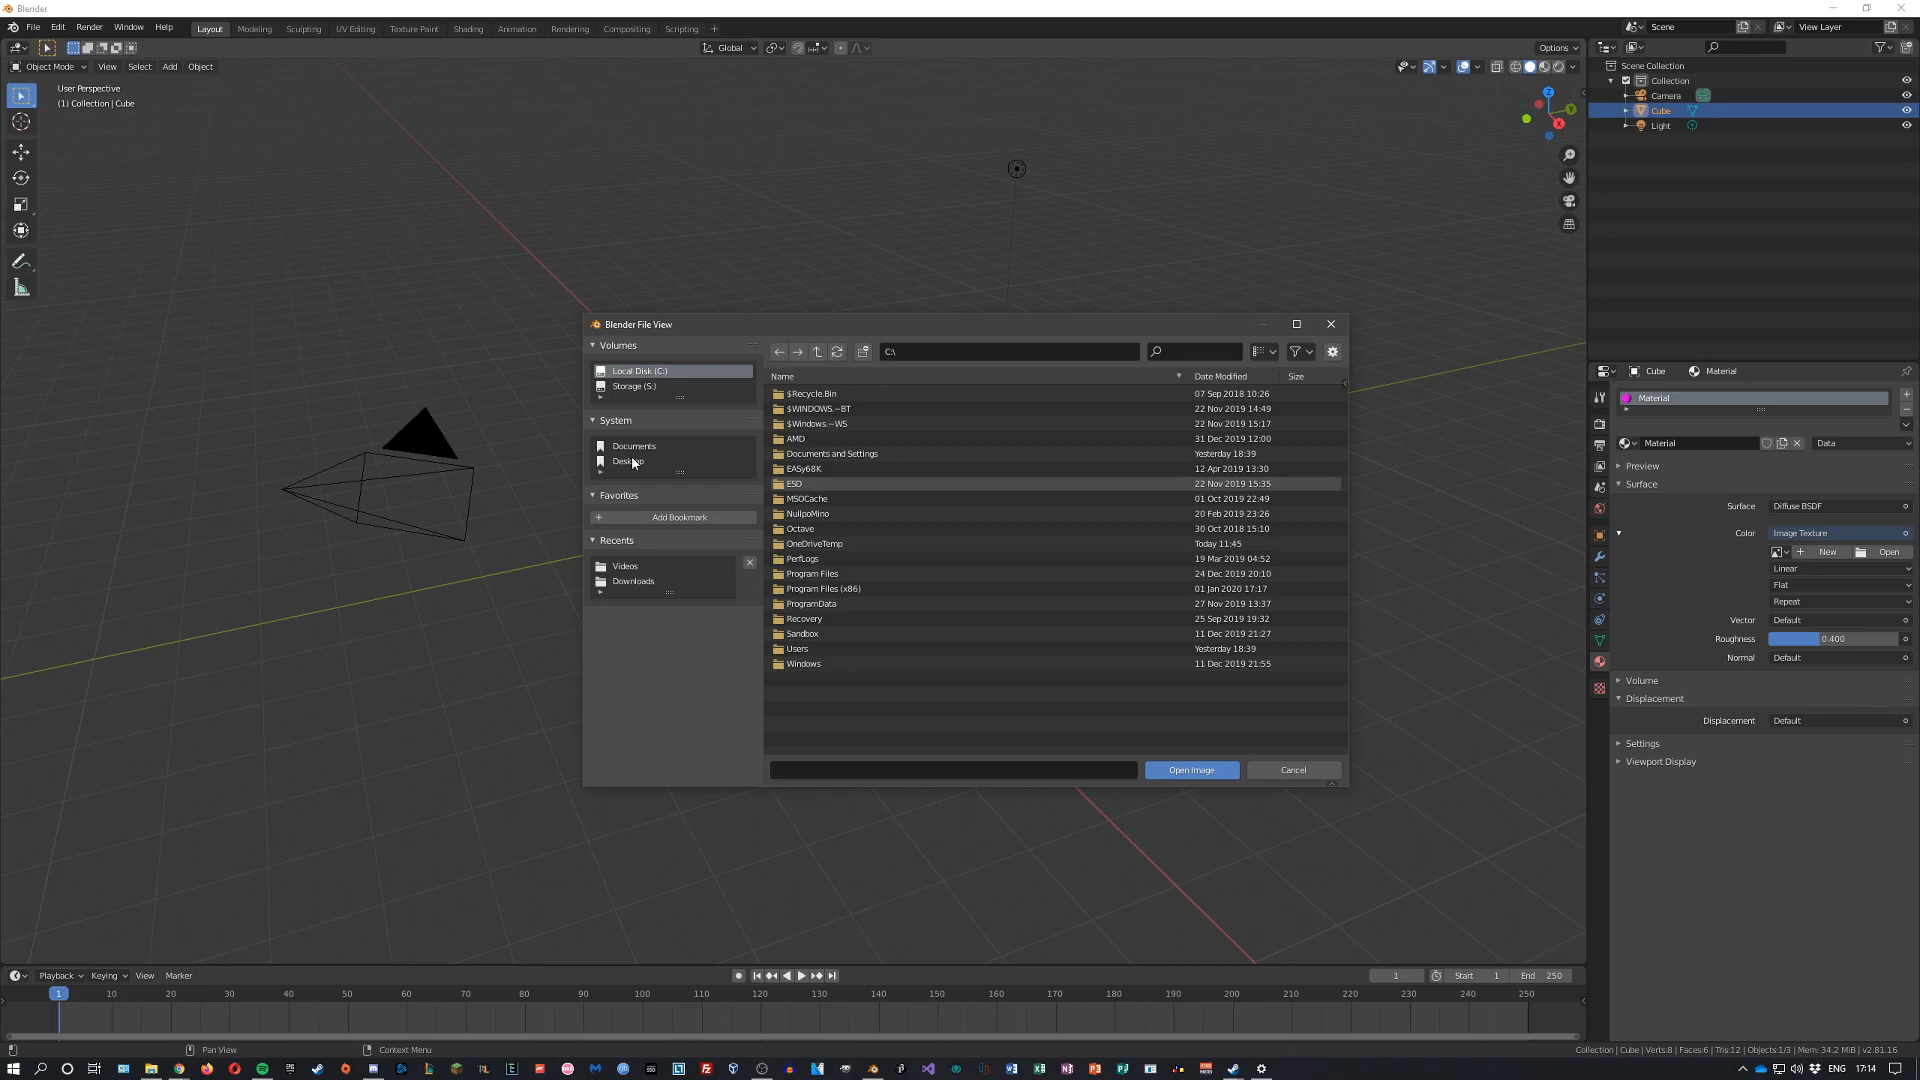 Blender
File Edit Render Window Help
Layout Modeling Sculpting UV Editing Texture Paint Shading Animation Rendering Compositing Scripting +
Scene
View Layer
Global
Options
Object Mode View Select Add Object
User Perspective
(1) Collection | Cube
Z
Y
X
Scene Collection
Collection
Camera
Cube
Light
Blender File View
Volumes
Local Disk (C:)
Storage (S:)
System
Documents
Desktop
Favorites
Add Bookmark
Recents
Videos
Downloads
C:\
Name Date Modified Size
$Recycle.Bin 07 Sep 2018 10:26
$WINDOWS.~BT 22 Nov 2019 14:49
$Windows.~WS 22 Nov 2019 15:17
AMD 31 Dec 2019 12:00
Documents and Settings Yesterday 18:39
EASy68K 12 Apr 2019 13:30
ESD 22 Nov 2019 15:35
MSOCache 01 Oct 2019 22:49
NullpoMino 20 Feb 2019 23:26
Octave 30 Oct 2018 15:10
OneDriveTemp Today 11:45
PerfLogs 19 Mar 2019 04:52
Program Files 24 Dec 2019 20:10
Program Files (x86) 01 Jan 2020 17:17
ProgramData 27 Nov 2019 13:37
Recovery 25 Sep 2019 19:32
Sandbox 11 Dec 2019 21:27
Users Yesterday 18:39
Windows 11 Dec 2019 21:55
Open Image
Cancel
Cube Material
Material
Material Data
Preview
Surface
Surface Diffuse BSDF
Color Image Texture
New Open
Linear
Flat
Repeat
Vector Default
Roughness 0.400
Normal Default
Volume
Displacement
Displacement Default
Settings
Viewport Display
Playback Keying View Marker
1 Start 1 End 250
1 10 20 30 40 50 60 70 80 90 100 110 120 130 140 150 160 170 180 190 200 210 220 230 240 250
Pan View
Context Menu
Collection | Cube | Verts:8 | Faces:6 | Tris:12 | Objects:1/3 | Mem: 34.2 MiB | v2.81.16
ENG 17:14